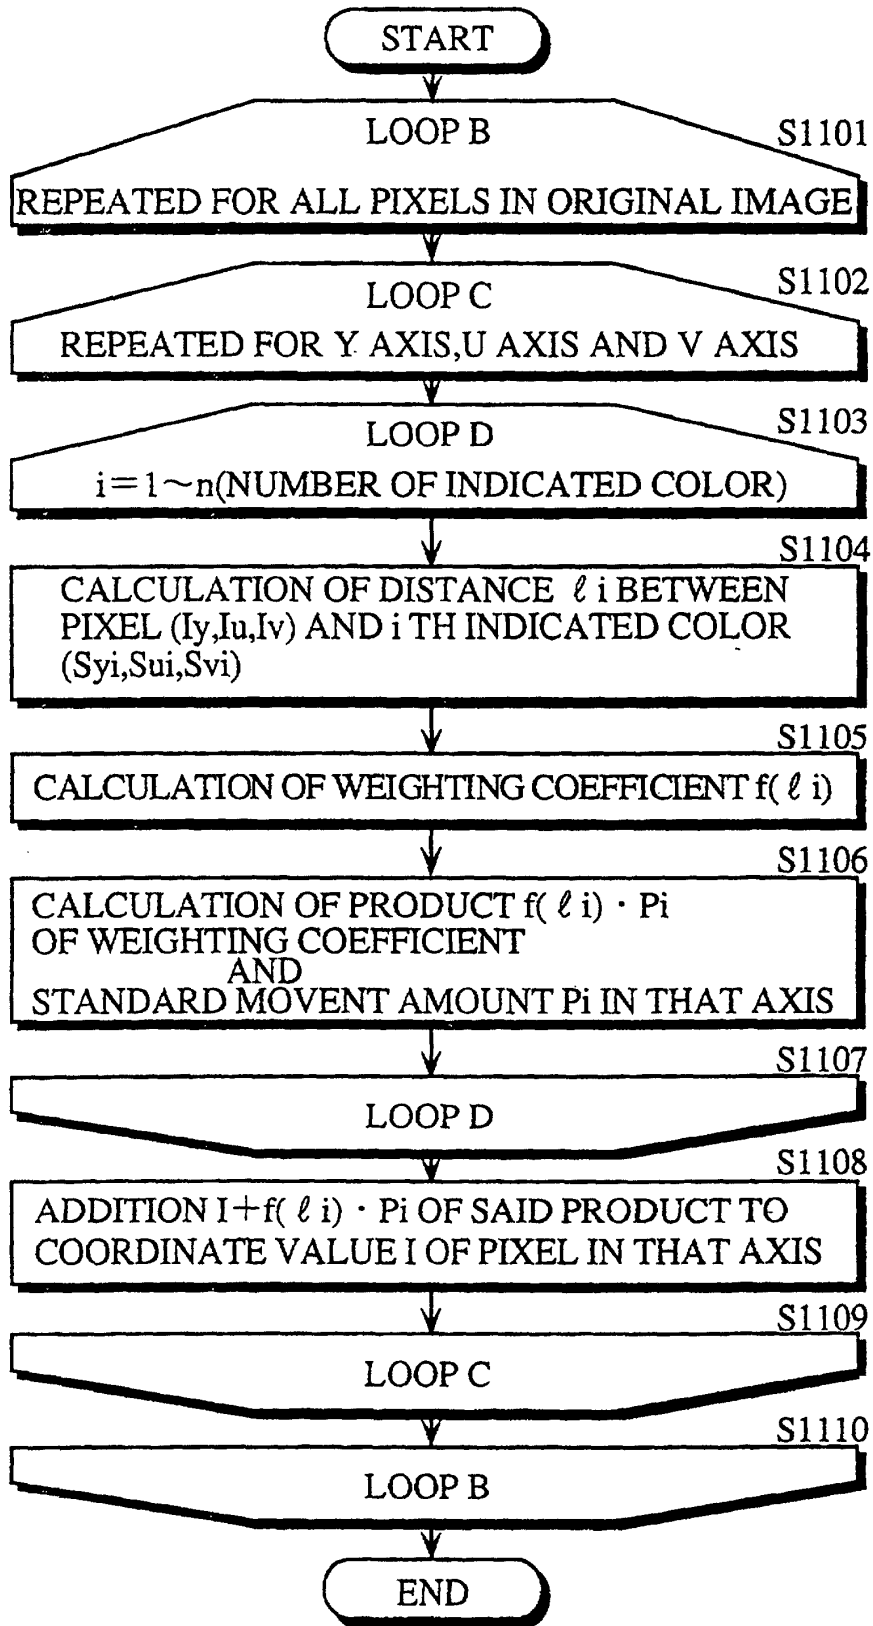 START
LOOP B
S1101
REPEATED FOR ALL PIXELS IN ORIGINAL IMAGE
S1102
LOOP C
REPEATED FOR Y AXIS,U AXIS AND V AXIS
S1103
LOOP D
i=1~n(NUMBER OF INDICATED COLOR)
S1104
CALCULATION OF DISTANCE ℓ i BETWEEN
PIXEL (Iy,Iu,Iv) AND i TH INDICATED COLOR
(Syi,Sui,Svi)
S1105
CALCULATION OF WEIGHTING COEFFICIENT f( ℓ i)
S1106
CALCULATION OF PRODUCT f( ℓ i) · Pi
OF WEIGHTING COEFFICIENT
AND
STANDARD MOVENT AMOUNT Pi IN THAT AXIS
S1107
LOOP D
S1108
ADDITION I+f( ℓ i) · Pi OF SAID PRODUCT TO
COORDINATE VALUE I OF PIXEL IN THAT AXIS
S1109
LOOP C
S1110
LOOP B
END